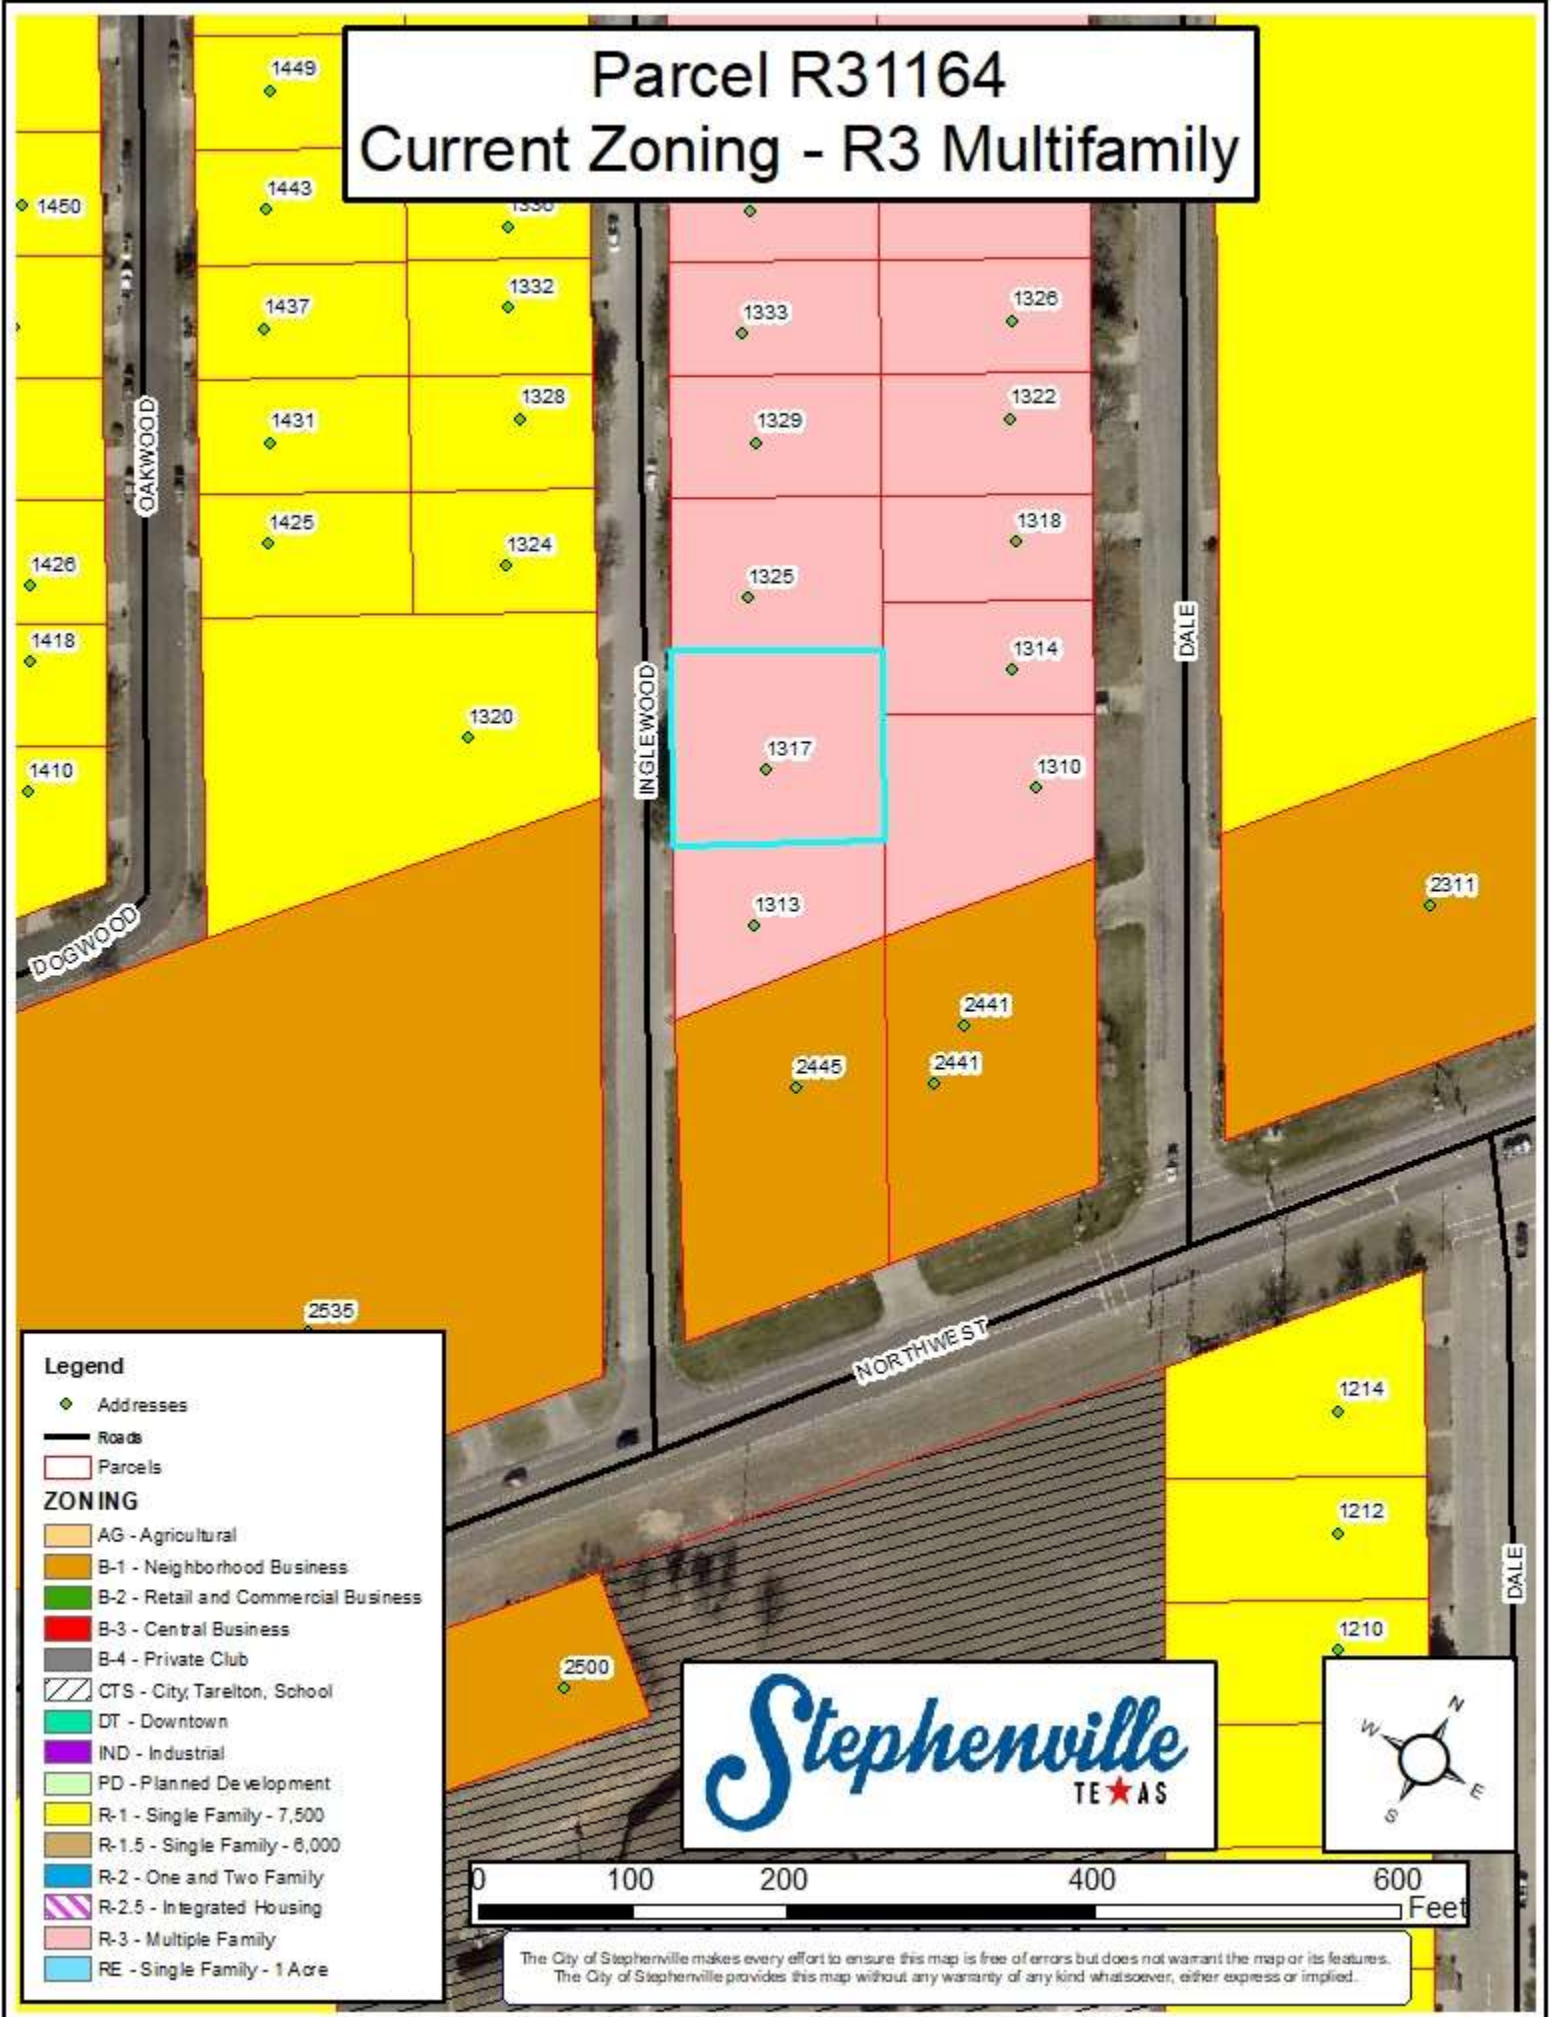 Parcel R31164
Current Zoning - R3 Multifamily
1449
1443
1450
1336
1437
1332
1333
1326
1431
1328
1329
1322
OAKWOOD
1425
1324
1325
1318
1426
1418
1314
DALE
1320
INGLEWOOD
1317
1310
1410
1313
2311
DOGWOOD
2441
2445
2441
2535
NORTHWEST
1214
1212
DALE
1210
2500
Legend
Addresses
Roads
Parcels
ZONING
AG - Agricultural
B-1 - Neighborhood Business
B-2 - Retail and Commercial Business
B-3 - Central Business
B-4 - Private Club
CTS - City, Tarelton, School
DT - Downtown
IND - Industrial
PD - Planned Development
R-1 - Single Family - 7,500
R-1.5 - Single Family - 6,000
R-2 - One and Two Family
R-2.5 - Integrated Housing
R-3 - Multiple Family
RE - Single Family - 1 Acre
Stephenville
TEXAS
N
W
E
S
0 100 200 400 600
Feet
The City of Stephenville makes every effort to ensure this map is free of errors but does not warrant the map or its features.
The City of Stephenville provides this map without any warranty of any kind whatsoever, either express or implied.